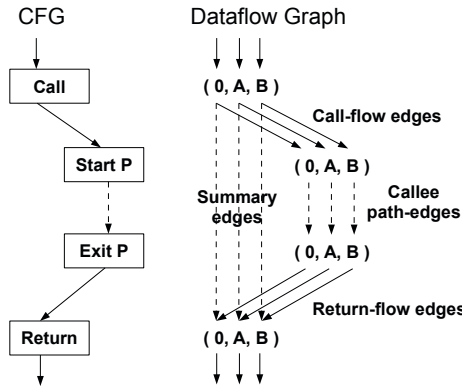 CFG
Dataflow Graph
Call
( 0, A, B )
Call-flow edges
Start P
( 0, A, B )
Summary
edges
Callee
path-edges
Exit P
( 0, A, B )
Return-flow edges
Return
( 0, A, B )